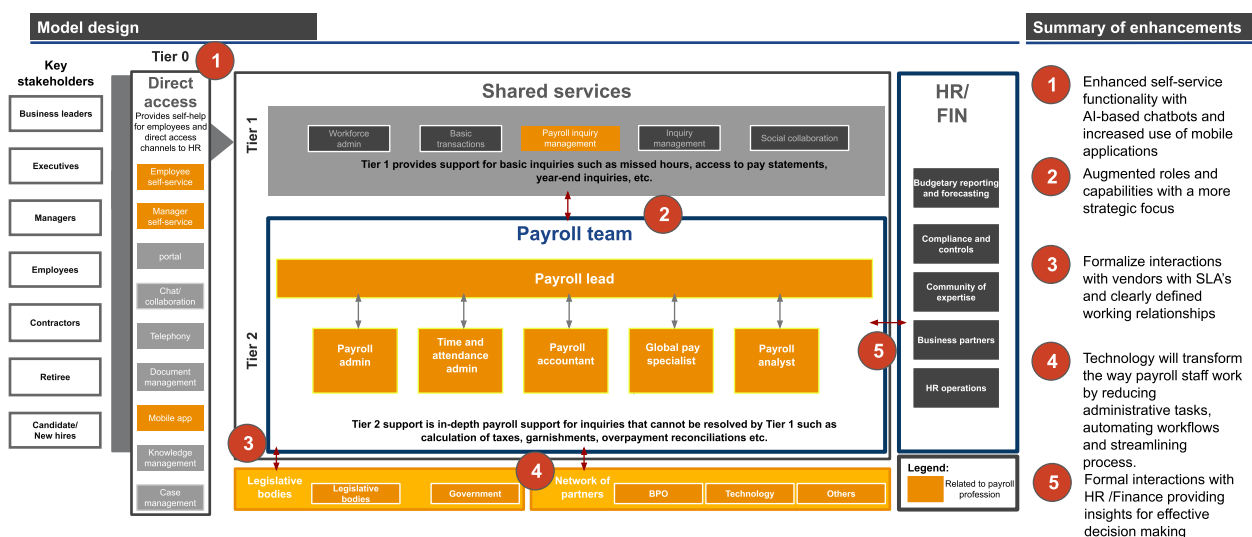 Model design
Summary of enhancements
Key
stakeholders
Business leaders
Executives
Managers
Employees
Contractors
Retiree
Candidate/
New hires
Tier 0
1
Direct
access
Provides self-help
for employees and
direct access
channels to HR
Employee
self-service
Manager
self-service
portal
Chat/
collaboration
Telephony
Document
management
Mobile app
Knowledge
management
Case
management
Shared services
Tier 1
Workforce
admin
Basic
transactions
Payroll inquiry
management
Inquiry
management
Social collaboration
Tier 1 provides support for basic inquiries such as missed hours, access to pay statements,
year-end inquiries, etc.
2
Tier 2
Payroll team
Payroll lead
Payroll
admin
Time and
attendance
admin
Payroll
accountant
Global pay
specialist
Payroll
analyst
Tier 2 support is in-depth payroll support for inquiries that cannot be resolved by Tier 1 such as
calculation of taxes, garnishments, overpayment reconciliations etc.
5
3
4
Legislative
bodies
Legislative
bodies
Government
Network of
partners
BPO
Technology
Others
HR/
FIN
Budgetary reporting
and forecasting
Compliance and
controls
Community of
expertise
Business partners
HR operations
Legend:
Related to payroll
profession
1
Enhanced self-service
functionality with
AI-based chatbots and
increased use of mobile
applications
2
Augmented roles and
capabilities with a more
strategic focus
3
Formalize interactions
with vendors with SLA's
and clearly defined
working relationships
4
Technology will transform
the way payroll staff work
by reducing
administrative tasks,
automating workflows
and streamlining
process.
5
Formal interactions with
HR /Finance providing
insights for effective
decision making